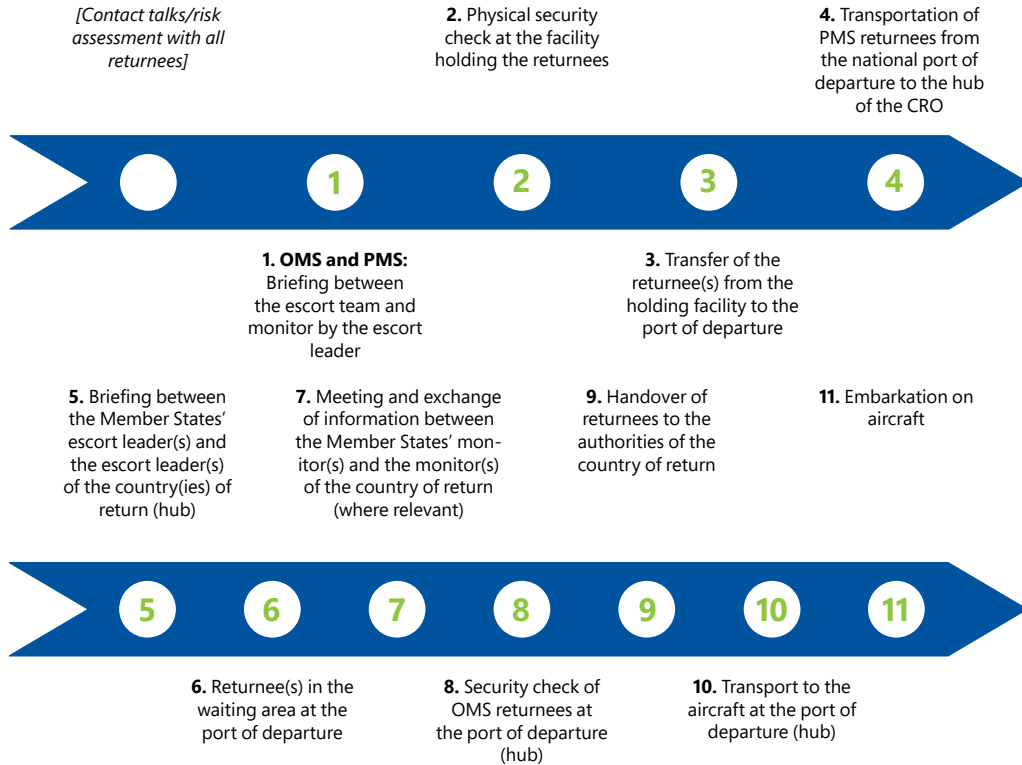 [Contact talks/risk
assessment with all
returnees]
2. Physical security
check at the facility
holding the returnees
4. Transportation of
PMS returnees from
the national port of
departure to the hub
of the CRO
1
2
3
4
1. OMS and PMS:
Briefing between
the escort team and
monitor by the escort
leader
3. Transfer of the
returnee(s) from the
holding facility to the
port of departure
5. Briefing between
the Member States’
escort leader(s) and
the escort leader(s)
of the country(ies) of
return (hub)
7. Meeting and exchange
of information between
the Member States’ mon-
itor(s) and the monitor(s)
of the country of return
(where relevant)
9. Handover of
returnees to the
authorities of the
country of return
11. Embarkation on
aircraft
5
6
7
8
9
10
11
6. Returnee(s) in the
waiting area at the
port of departure
8. Security check of
OMS returnees at
the port of departure
(hub)
10. Transport to the
aircraft at the port of
departure (hub)